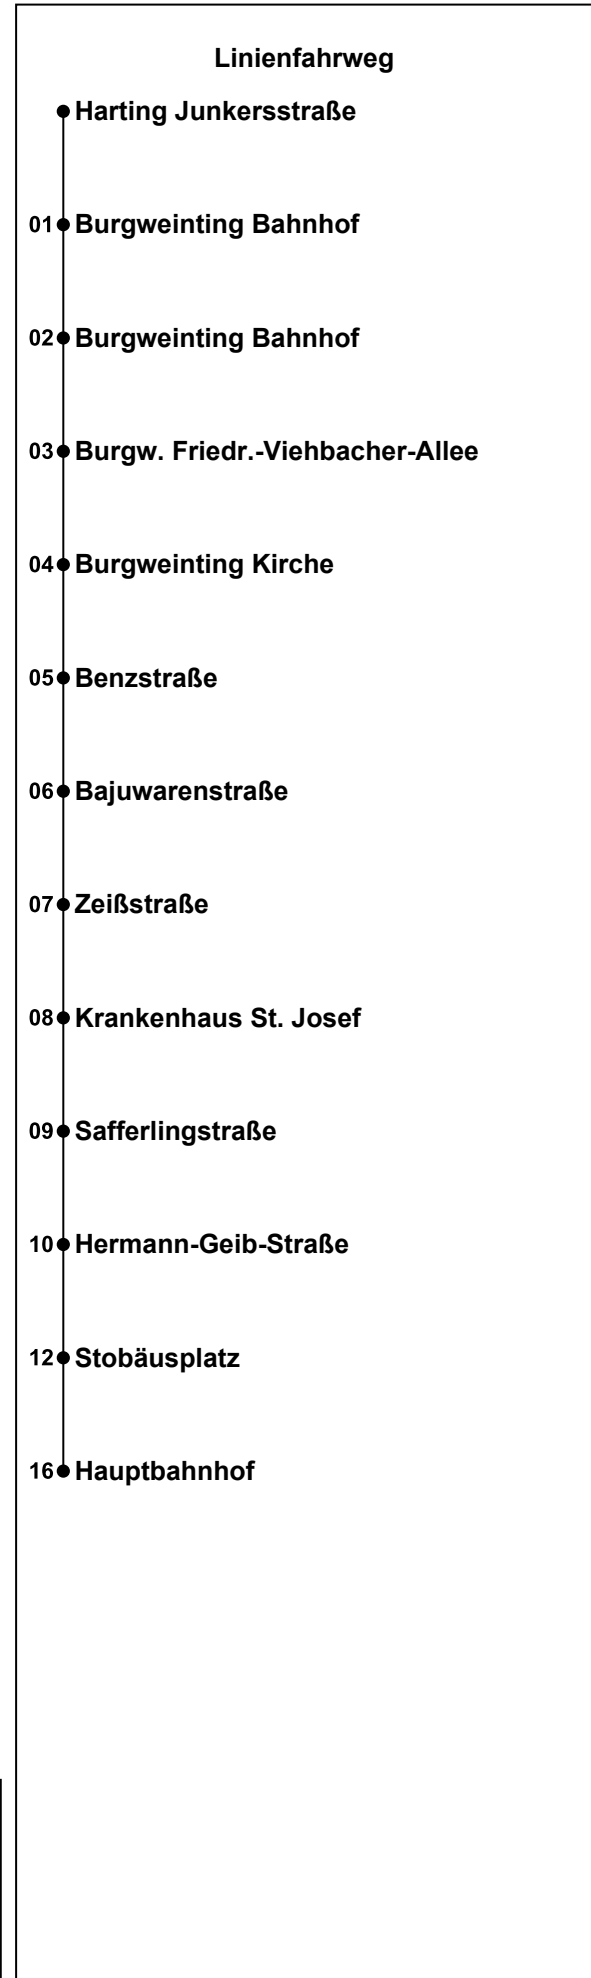 Linienfahrweg
Harting Junkersstraße
01 Burgweinting Bahnhof
02 Burgweinting Bahnhof
03 Burgw. Friedr.-Viehbacher-Allee
04 Burgweinting Kirche
05 Benzstraße
06 Bajuwarenstraße
07 Zeißstraße
08 Krankenhaus St. Josef
09 Safferlingstraße
10 Hermann-Geib-Straße
12 Stobäusplatz
16 Hauptbahnhof